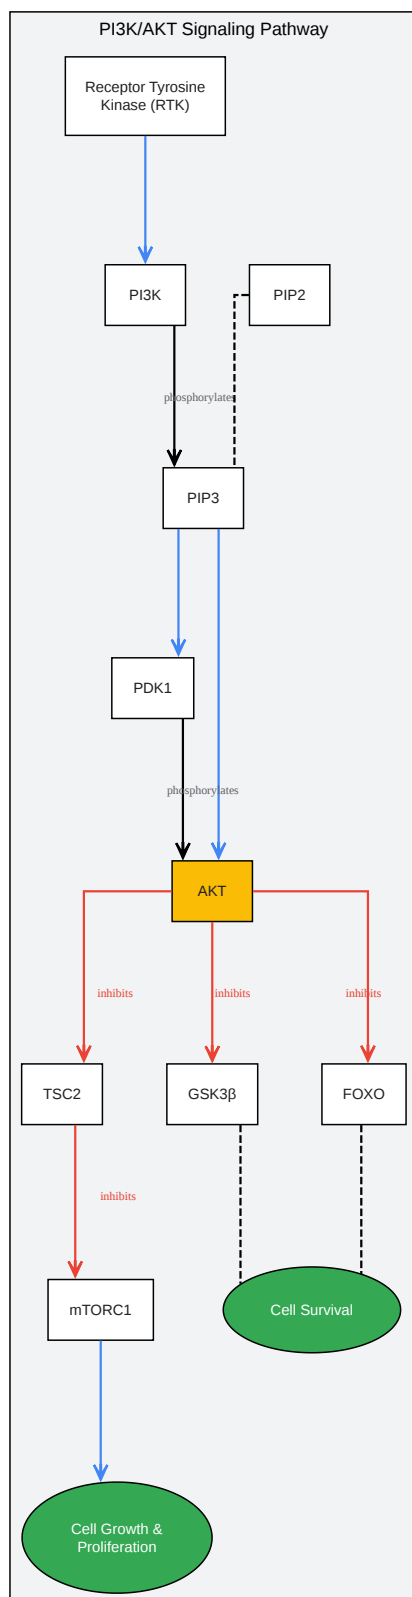 PI3K/AKT Signaling Pathway
Receptor Tyrosine
Kinase (RTK)
PI3K
PIP2
phosphorylates
PIP3
PDK1
phosphorylates
AKT
inhibits
inhibits
inhibits
TSC2
GSK3β
FOXO
inhibits
mTORC1
Cell Survival
Cell Growth &
Proliferation